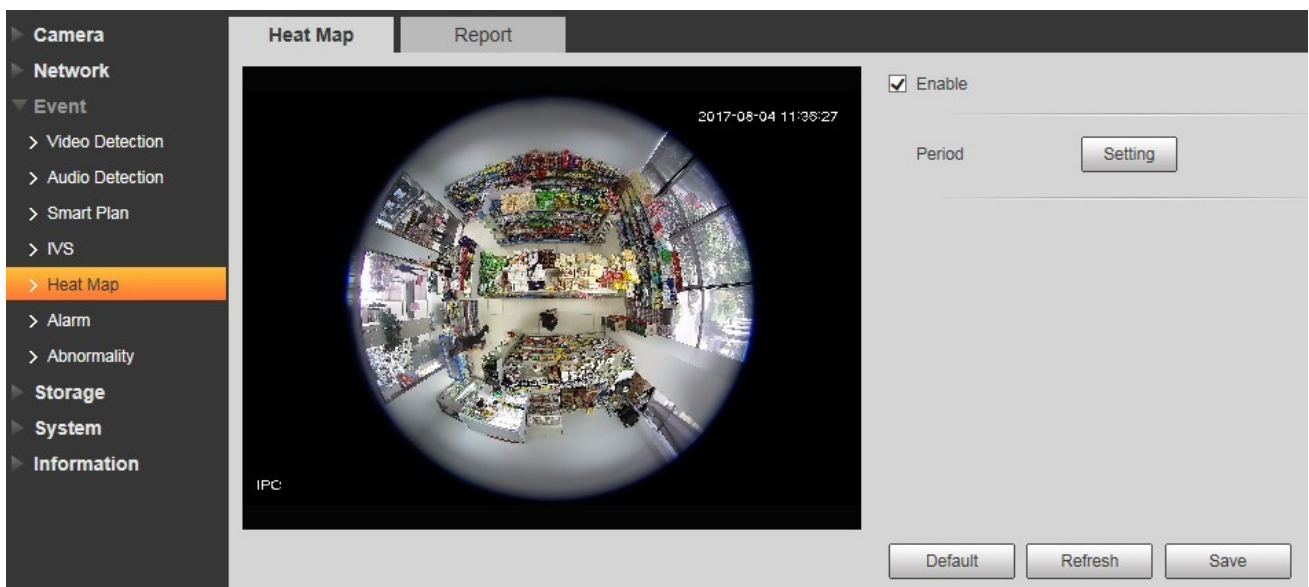 Camera
Network
Event
Video Detection
Audio Detection
Smart Plan
IVS
Heat Map
Alarm
Abnormality
Storage
System
Information
Heat Map Report
2017-08-04 11:36:27
IPC
Enable
Period Setting
Default Refresh Save